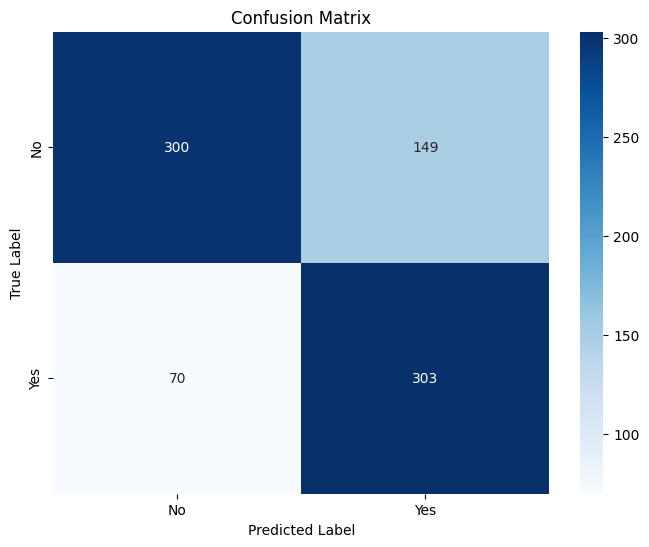 Confusion Matrix
300
149
No
70
303
Yes
True Label
No
Yes
Predicted Label
300
250
200
150
100